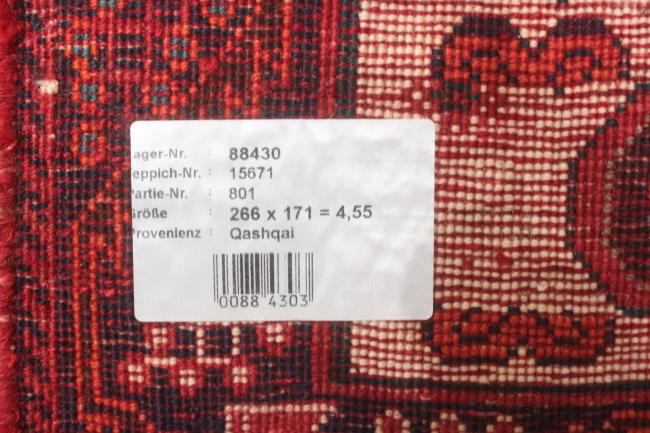 ager-Nr. : 88430
eppich-Nr. : 15671
Partie-Nr. : 801
Größe : 266 x 171 = 4,55
Provenienz : Qashqai
0088 4303